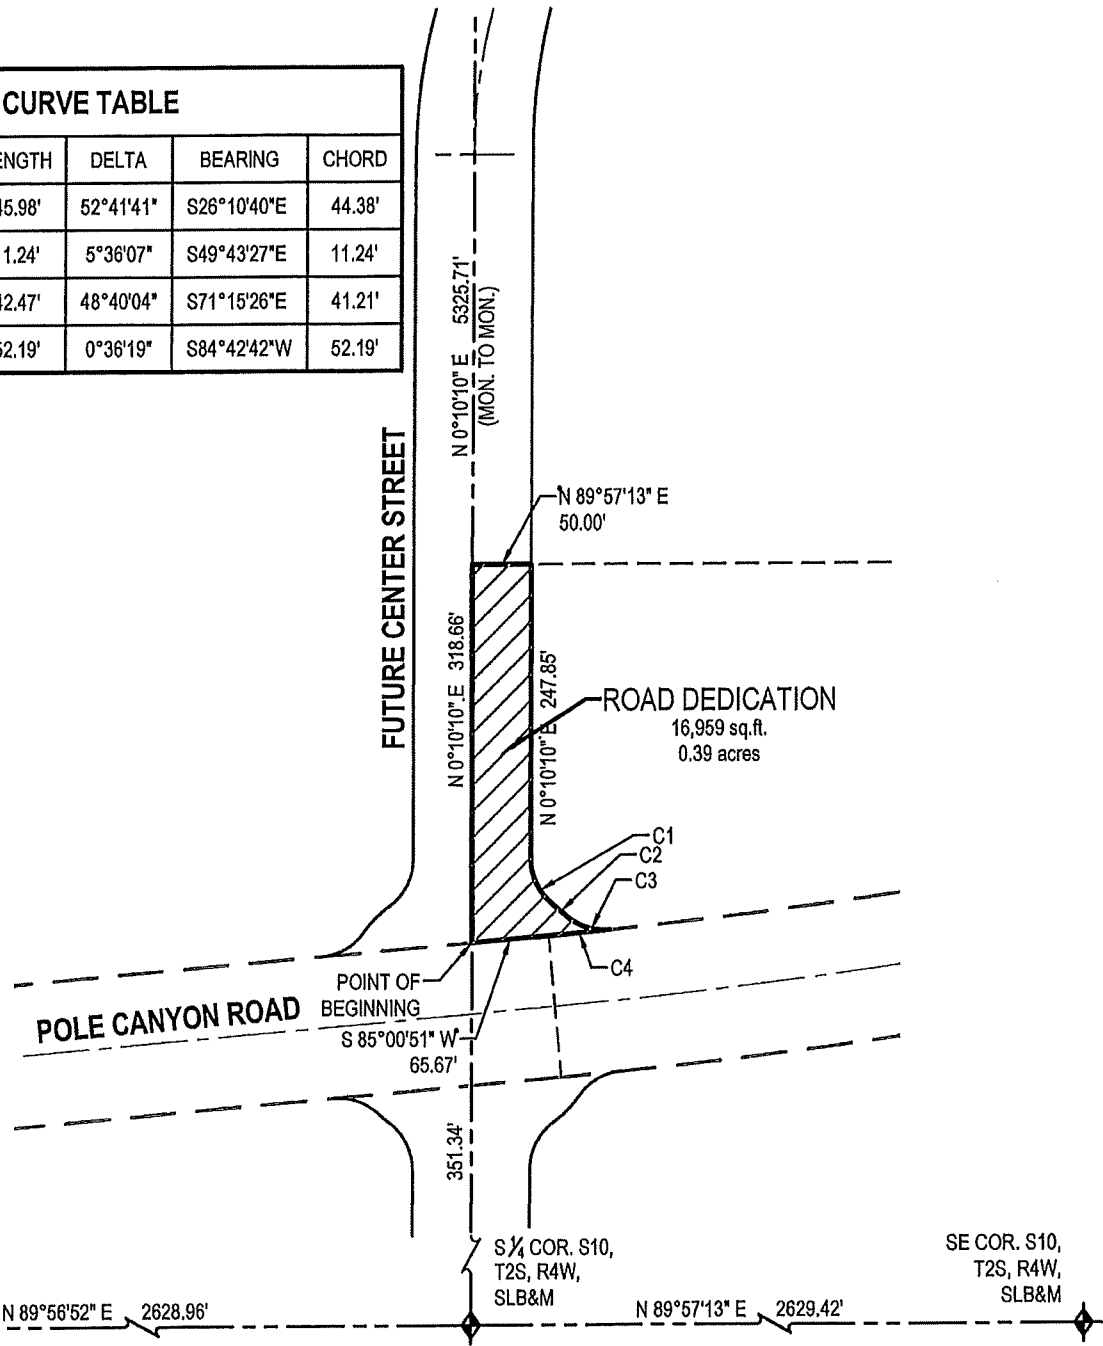 CURVE TABLE
ENGTH DELTA BEARING CHORD
45.98' 52°41'41" S26°10'40"E 44.38'
1.24' 5°36'07" S49°43'27"E 11.24'
42.47' 48°40'04" S71°15'26"E 41.21'
52.19' 0°36'19" S84°42'42"W 52.19'
N 0°10'10" E 5325.71'
(MON. TO MON.)
FUTURE CENTER STREET
N 89°57'13" E
50.00'
N 0°10'10" E 318.66'
N 0°10'10" E 247.85'
ROAD DEDICATION
16,959 sq.ft.
0.39 acres
C1
C2
C3
C4
POINT OF
BEGINNING
POLE CANYON ROAD
S 85°00'51" W
65.67'
351.34'
S 1/4 COR. S10,
T2S, R4W,
SLB&M
SE COR. S10,
T2S, R4W,
SLB&M
N 89°56'52" E 2628.96'
N 89°57'13" E 2629.42'